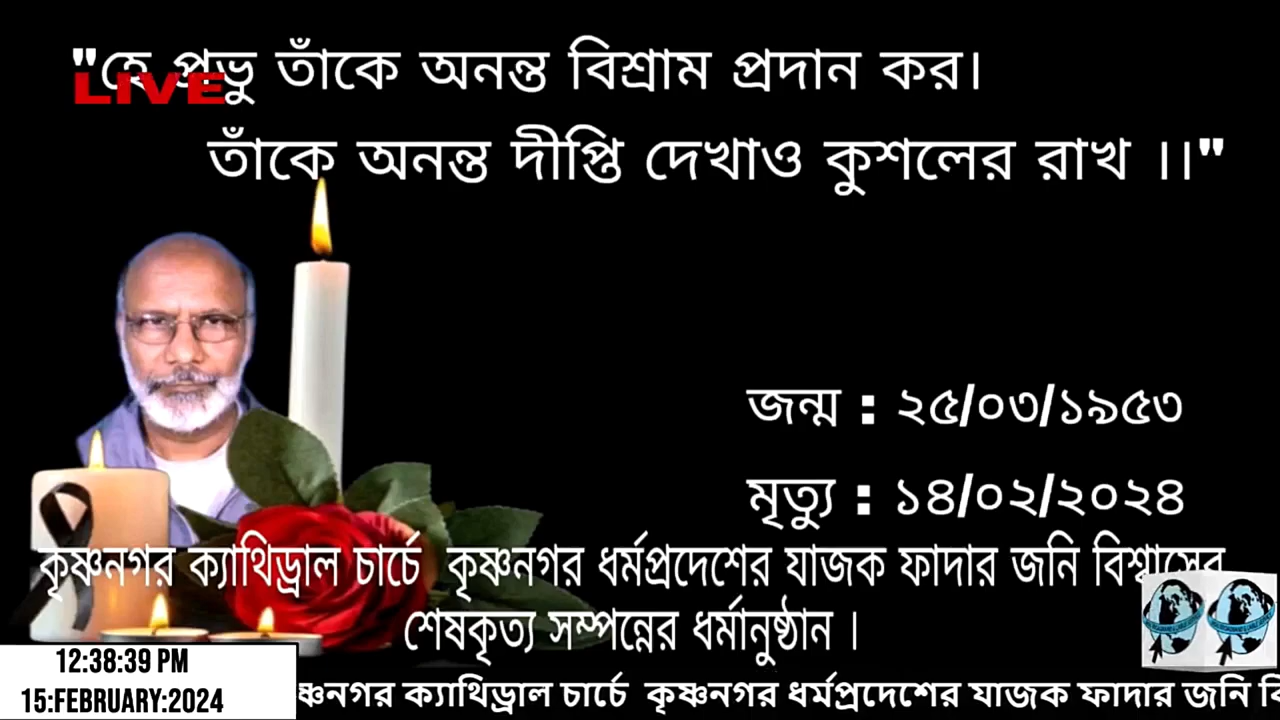 "হে প্রভু তাঁকে অনন্ত বিশ্রাম প্রদান কর।
LIVE
তাঁকে অনন্ত দীপ্তি দেখাও কুশলের রাখ ।।"
জন্ম : ২৫/০৩/১৯৫৩
মৃত্যু : ১৪/০২/২০২৪
কৃষ্ণনগর ক্যাথিড্রাল চার্চে কৃষ্ণনগর ধর্মপ্রদেশের যাজক ফাদার জনি বিশ্বাসের
শেষকৃত্য সম্পন্নের ধর্মানুষ্ঠান ।
12:38:39 PM
15:FEBRUARY:2024
ষ্ণনগর ক্যাথিড্রাল চার্চে কৃষ্ণনগর ধর্মপ্রদেশের যাজক ফাদার জনি বি